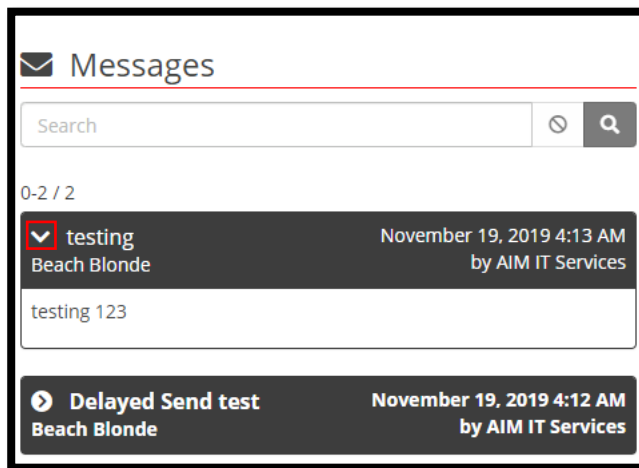 Messages
Search
0-2 / 2
testing November 19, 2019 4:13 AM
Beach Blonde by AIM IT Services
testing 123
Delayed Send test November 19, 2019 4:12 AM
Beach Blonde by AIM IT Services